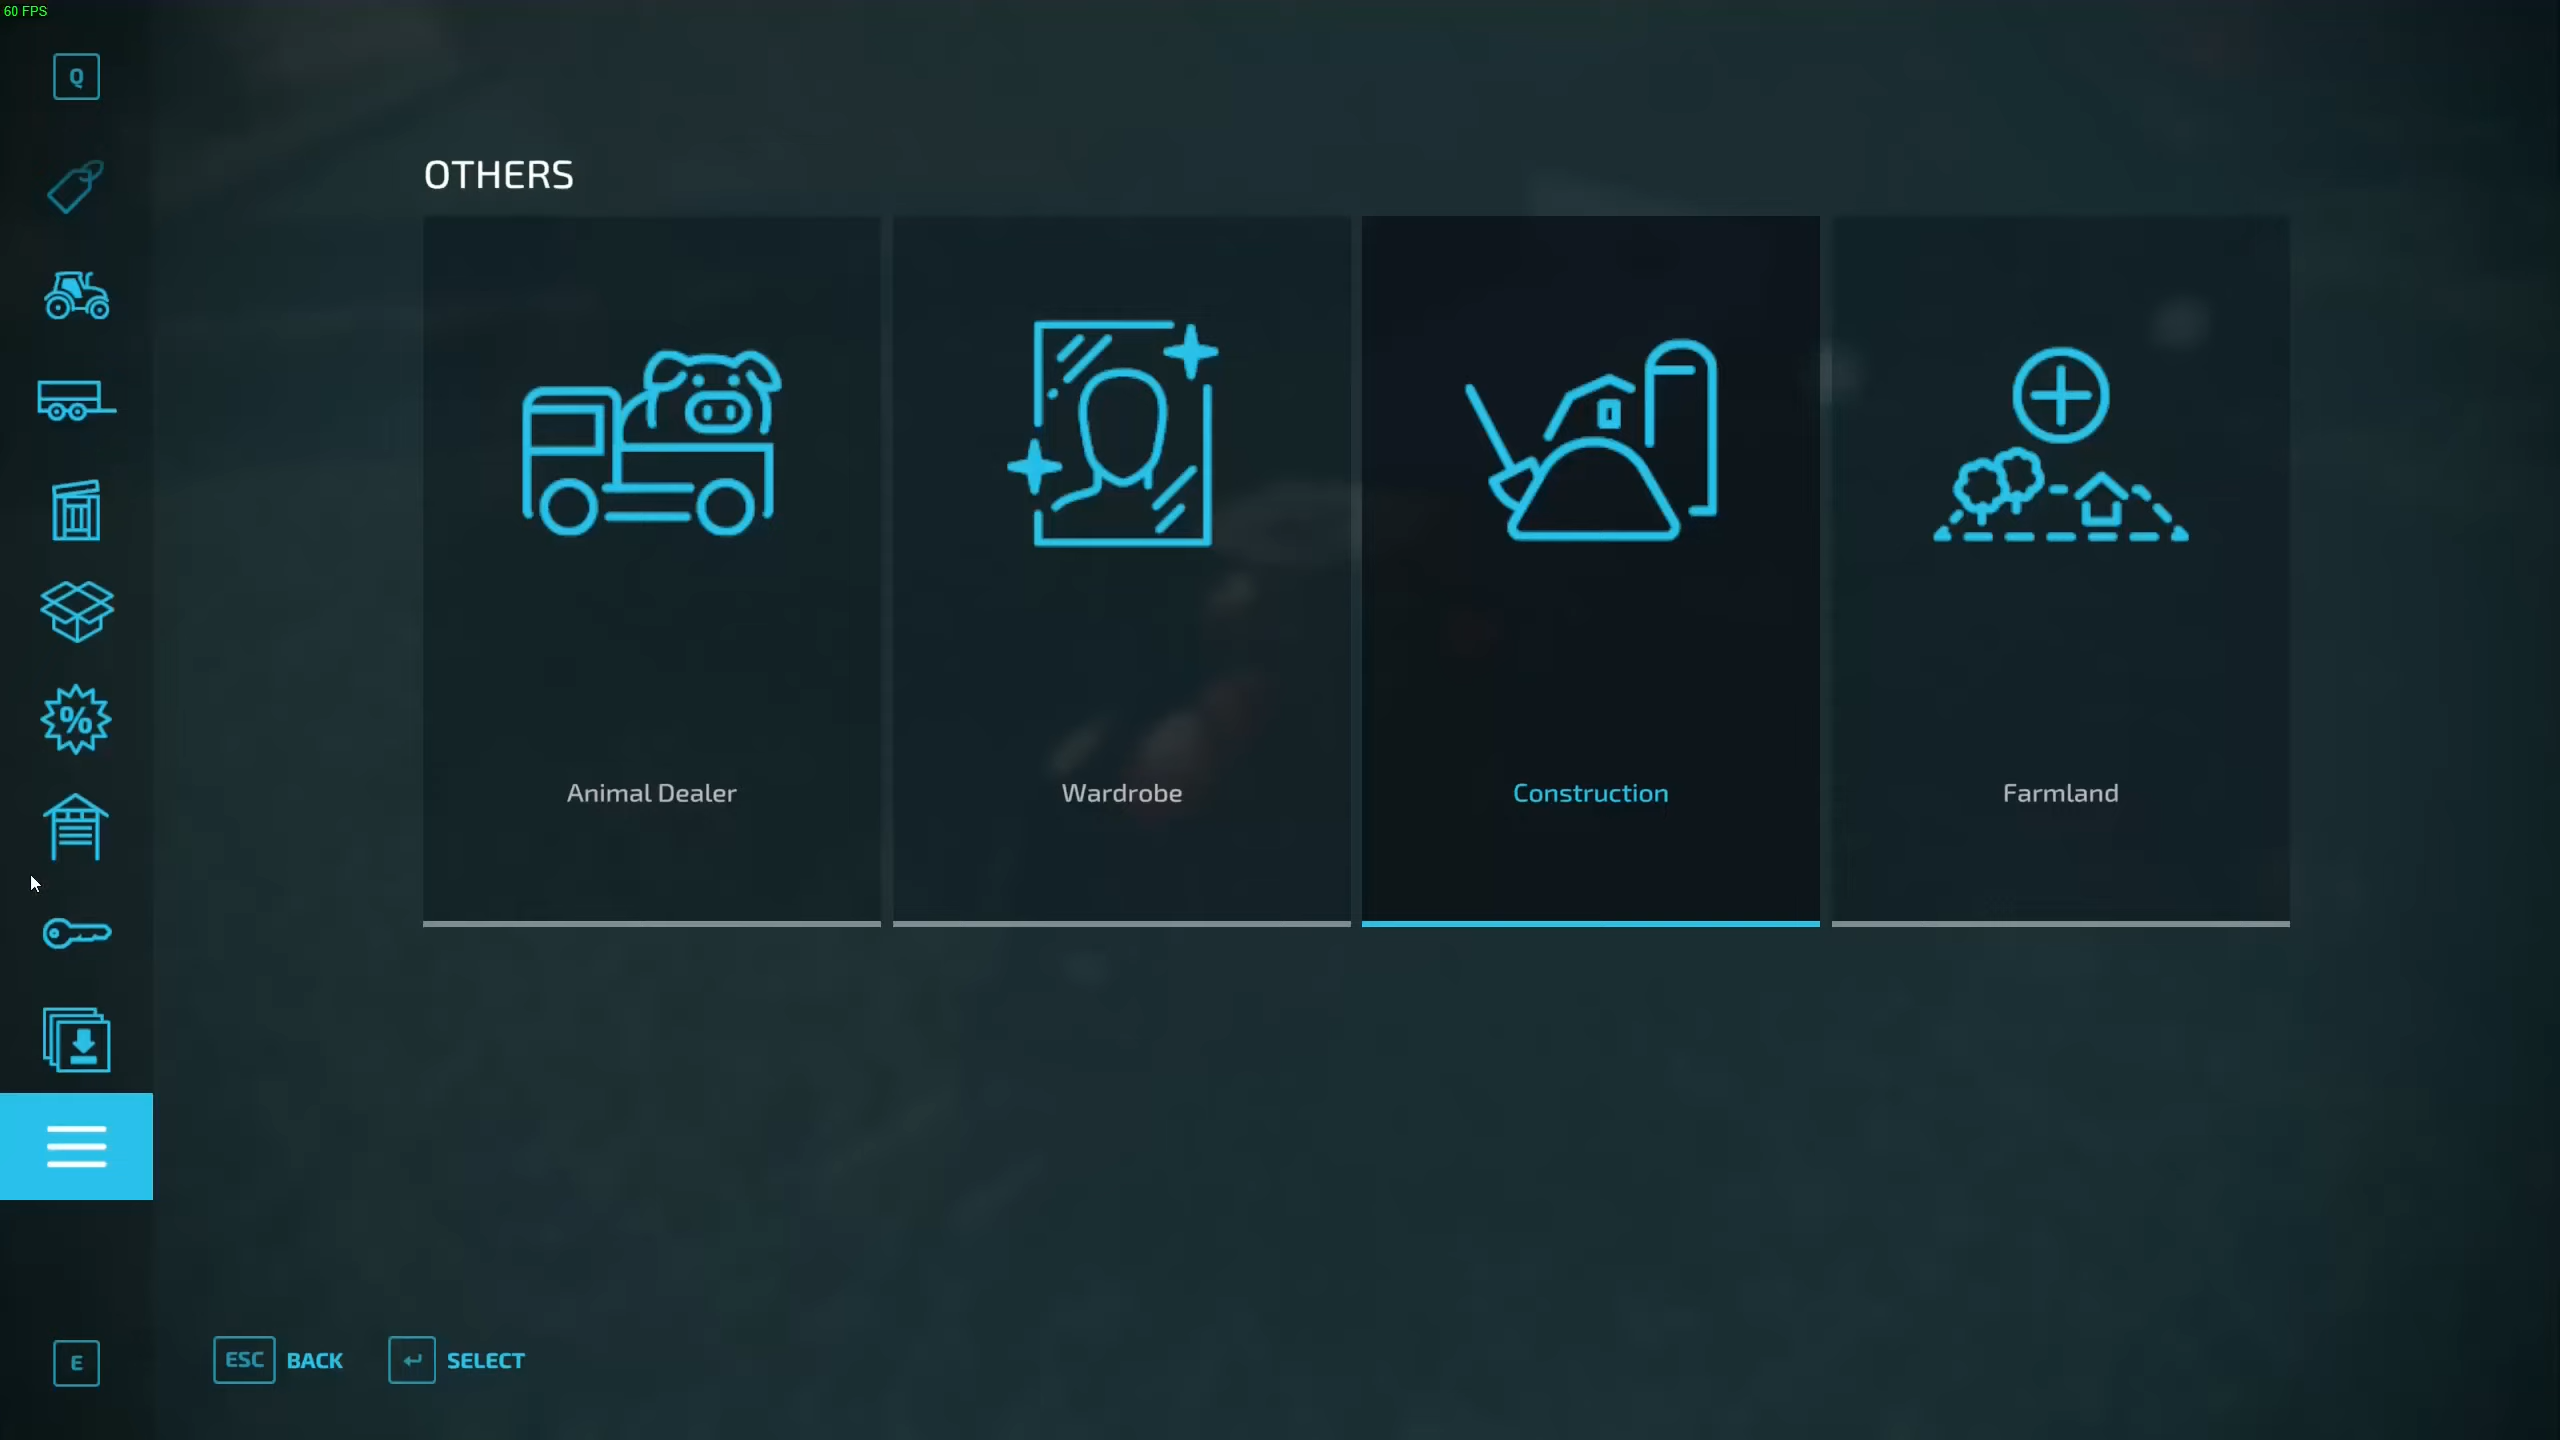 60 FPS
Q
OTHERS
Animal Dealer
Wardrobe
Construction
Farmland
%
E
ESC BACK
SELECT